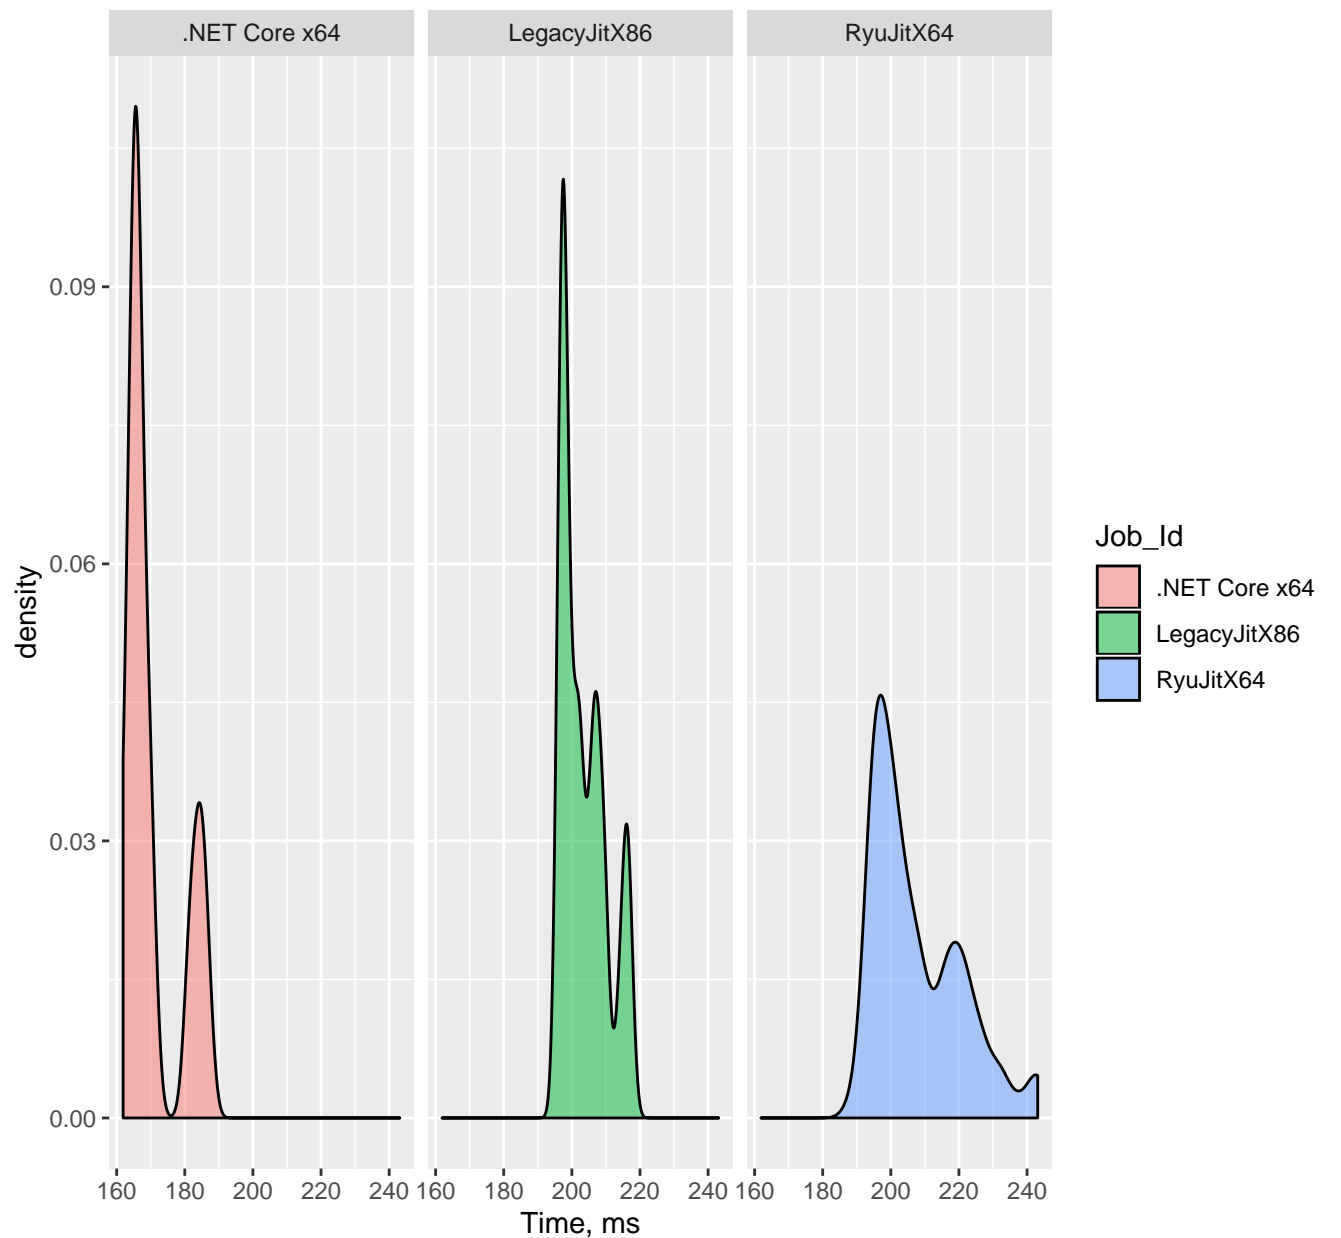 .NET Core x64 LegacyJitX86 RyuJitX64
0.09
0.06
0.03
0.00
density
160 180 200 220 240 160 180 200 220 240 160 180 200 220 240
Time, ms
Job_Id
.NET Core x64
LegacyJitX86
RyuJitX64